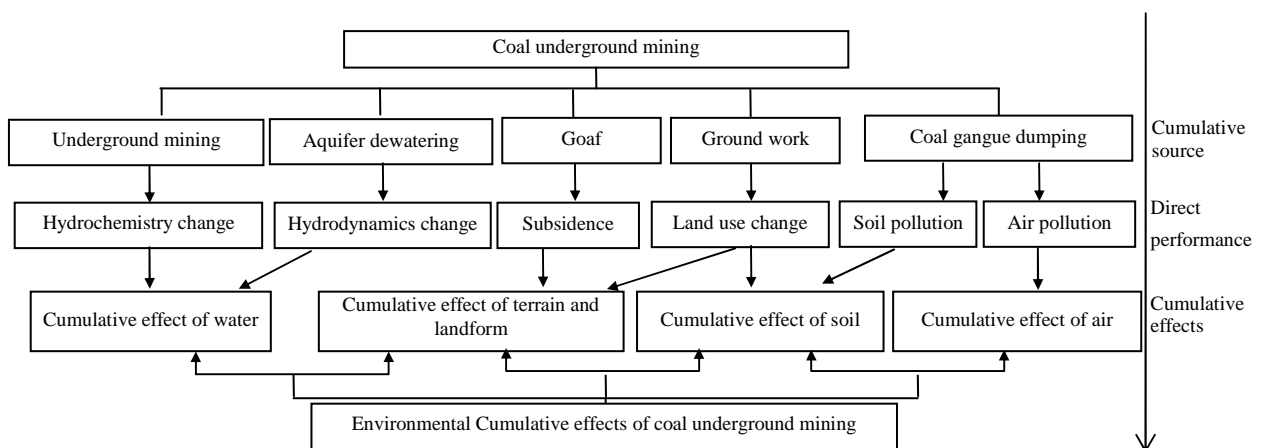 Coal underground mining
Underground mining
Aquifer dewatering
Goaf
Ground work
Coal gangue dumping
Cumulative
source
Hydrochemistry change
Hydrodynamics change
Subsidence
Land use change
Soil pollution
Air pollution
Direct
performance
Cumulative effect of water
Cumulative effect of terrain and
landform
Cumulative effect of soil
Cumulative effect of air
Cumulative
effects
Environmental Cumulative effects of coal underground mining